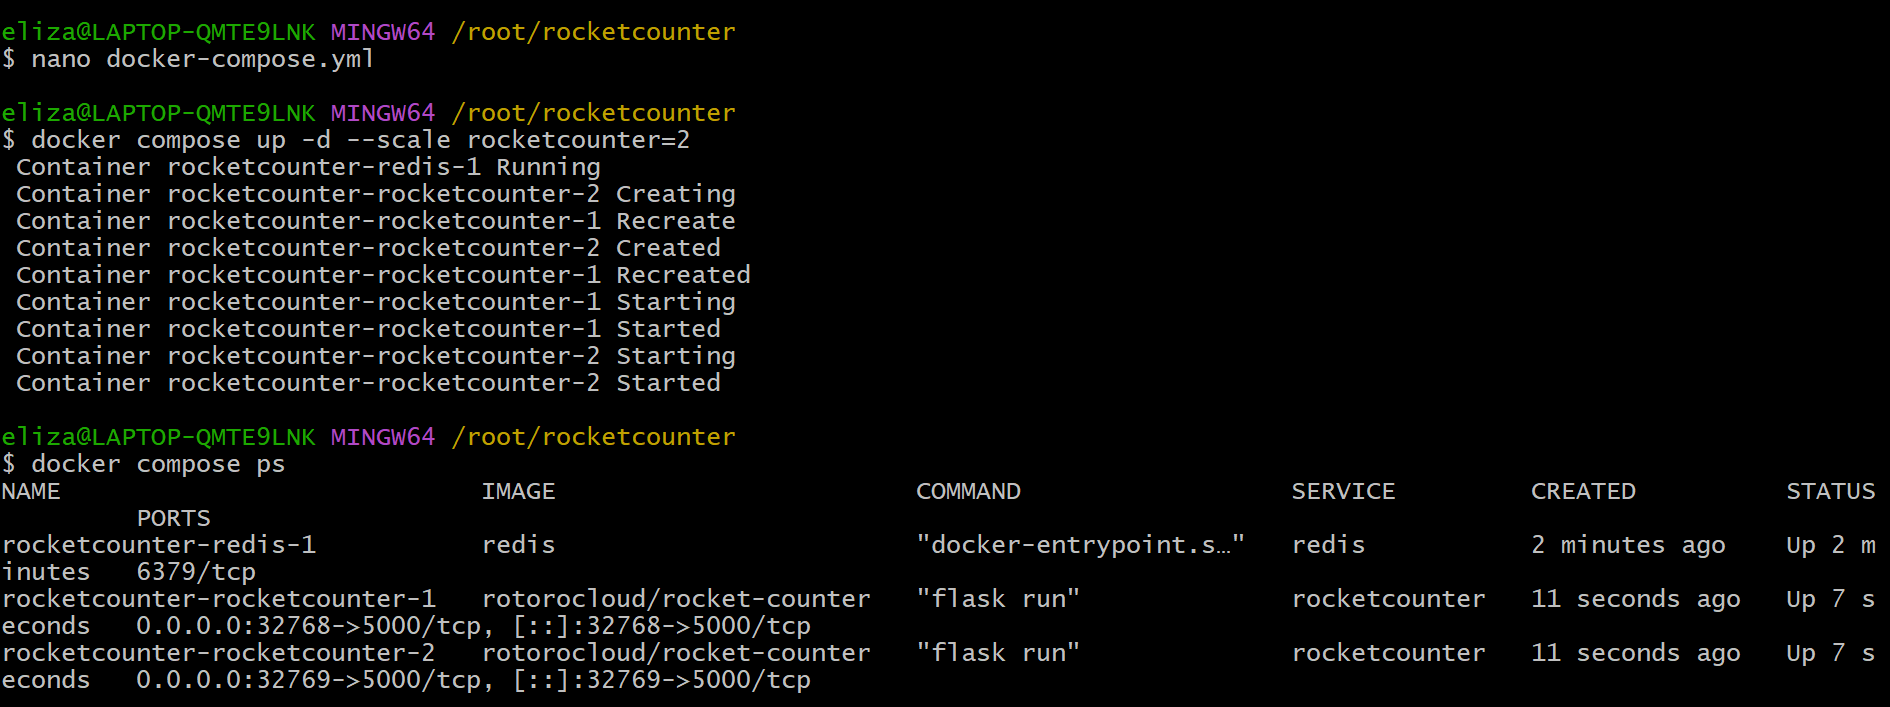 eliza@LAPTOP-QMTE9LNK MINGW64 /root/rocketcounter
$ nano docker-compose.yml
eliza@LAPTOP-QMTE9LNK MINGW64 /root/rocketcounter
$ docker compose up -d --scale rocketcounter=2
Container rocketcounter-redis-1 Running
Container rocketcounter-rocketcounter-2 Creating
Container rocketcounter-rocketcounter-1 Recreate
Container rocketcounter-rocketcounter-2 Created
Container rocketcounter-rocketcounter-1 Recreated
Container rocketcounter-rocketcounter-1 Starting
Container rocketcounter-rocketcounter-1 Started
Container rocketcounter-rocketcounter-2 Starting
Container rocketcounter-rocketcounter-2 Started
eliza@LAPTOP-QMTE9LNK MINGW64 /root/rocketcounter
$ docker compose ps
NAME IMAGE COMMAND SERVICE CREATED STATUS
PORTS
rocketcounter-redis-1 redis "docker-entrypoint.s…" redis 2 minutes ago Up 2 m
inutes 6379/tcp
rocketcounter-rocketcounter-1 rotorocloud/rocket-counter "flask run" rocketcounter 11 seconds ago Up 7 s
econds 0.0.0.0:32768->5000/tcp, [::]:32768->5000/tcp
rocketcounter-rocketcounter-2 rotorocloud/rocket-counter "flask run" rocketcounter 11 seconds ago Up 7 s
econds 0.0.0.0:32769->5000/tcp, [::]:32769->5000/tcp